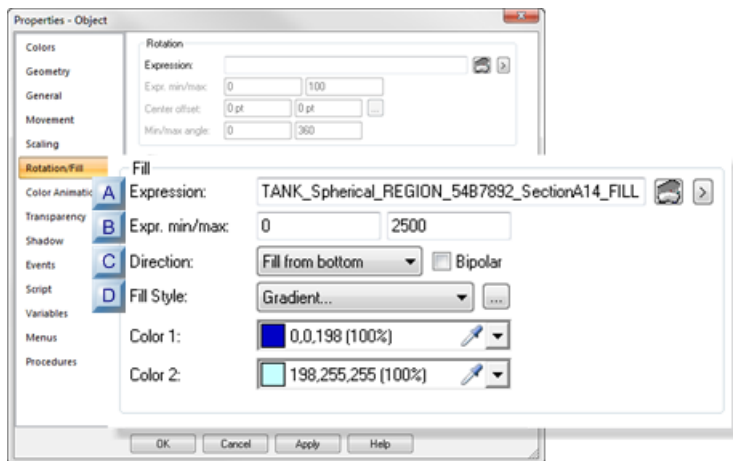 Properties - Object
Colors
Geometry
General
Movement
Scaling
Rotation/Fill
Color Animatio
Transparency
Shadow
Events
Script
Variables
Menus
Procedures
Rotation
Expression:
Expr. min/max: 0 100
Center offset: 0 pt 0 pt ...
Min/max angle: 0 360
Fill
A Expression: TANK_Spherical_REGION_54B7892_SectionA14_FILL >
B Expr. min/max: 0 2500
C Direction: Fill from bottom Bipolar
D Fill Style: Gradient... ...
Color 1: 0,0,198 (100%)
Color 2: 198,255,255 (100%)
OK Cancel Apply Help